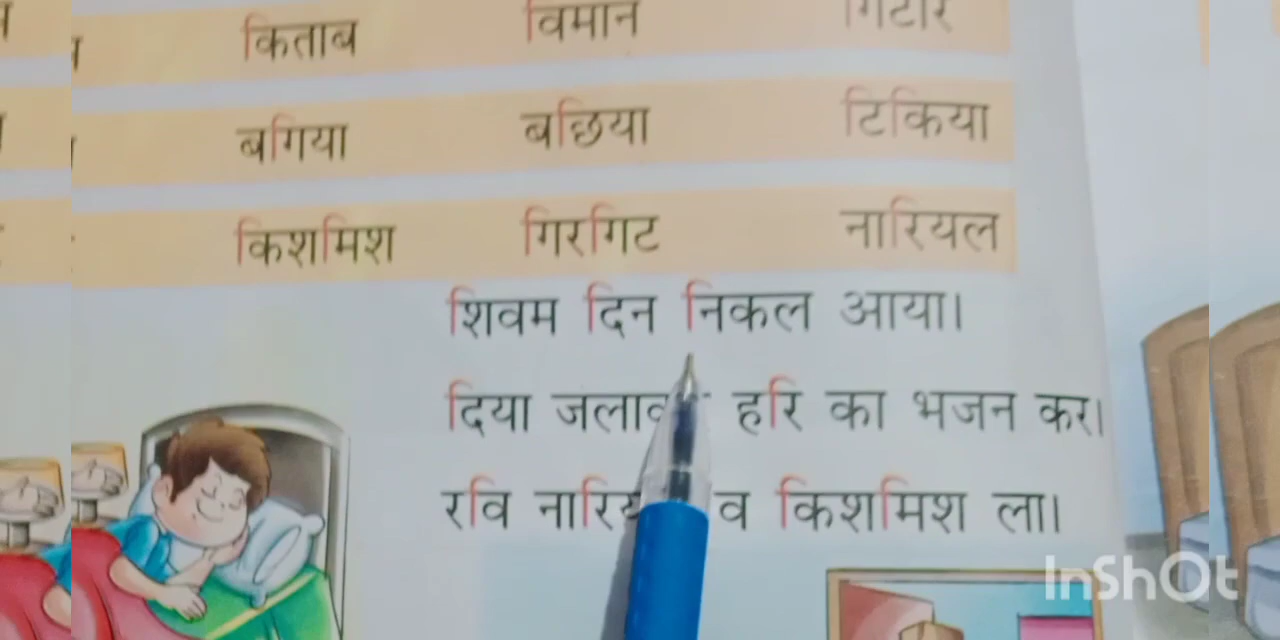 किताब विमान गिटार
बगिया बछिया टिकिया
किशमिश गिरगिट नारियल
शिवम दिन निकल आया।
दिया हरि का भजन कर।
रवि व किशमिश ला।
InShOt